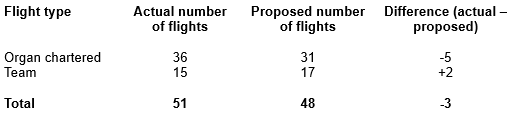 Flight type Actual number of flights Proposed number of flights Difference (actual – proposed)
Organ chartered 36 31 -5
Team 15 17 +2
Total 51 48 -3